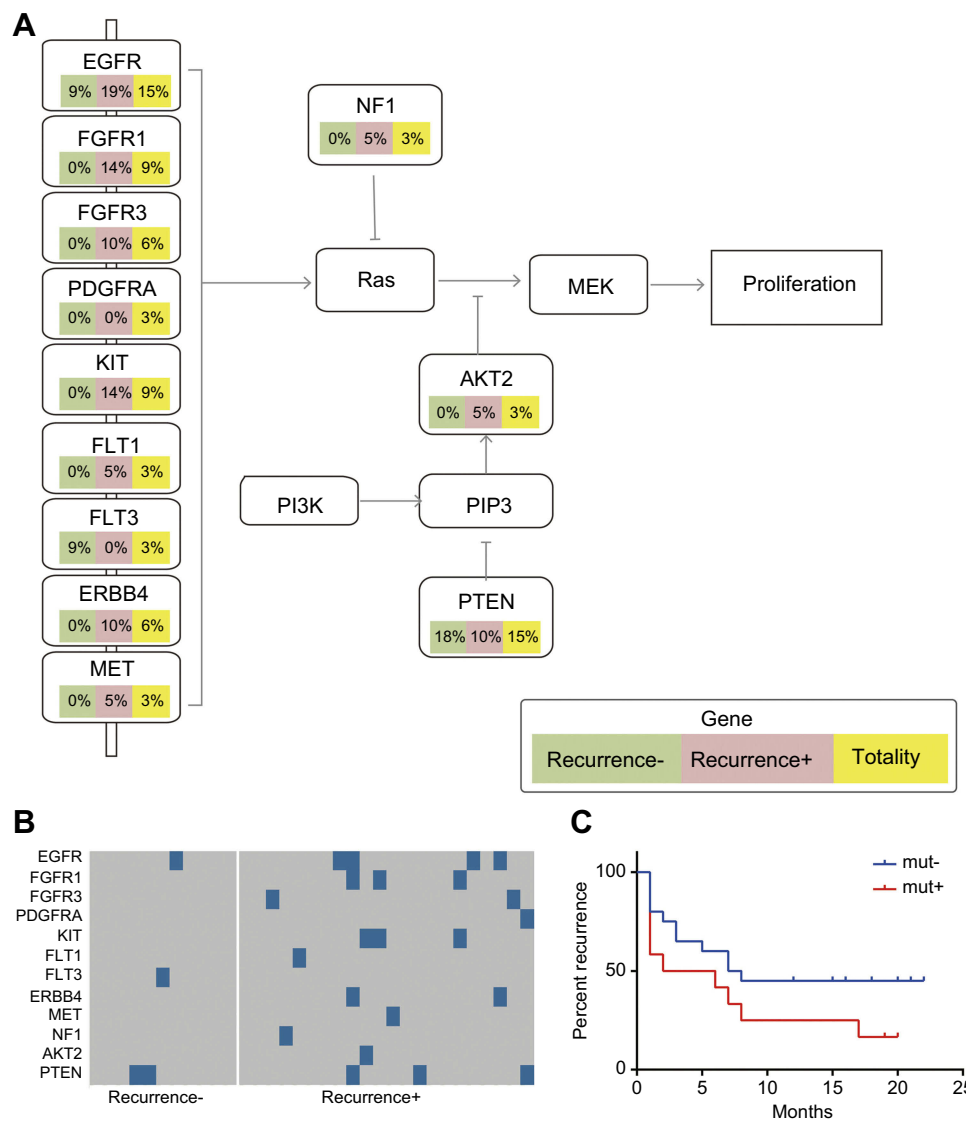 A
EGFR
9% 19% 15%
FGFR1
0% 14% 9%
FGFR3
0% 10% 6%
PDGFRA
0% 0% 3%
KIT
0% 14% 9%
FLT1
0% 5% 3%
FLT3
9% 0% 3%
ERBB4
0% 10% 6%
MET
0% 5% 3%
NF1
0% 5% 3%
Ras
MEK
Proliferation
AKT2
0% 5% 3%
PI3K
PIP3
PTEN
18% 10% 15%
Gene
Recurrence- Recurrence+ Totality
B
EGFR
FGFR1
FGFR3
PDGFRA
KIT
FLT1
FLT3
ERBB4
MET
NF1
AKT2
PTEN
Recurrence- Recurrence+
C
mut-
mut+
Percent recurrence
100
50
0
0 5 10 15 20 25
Months